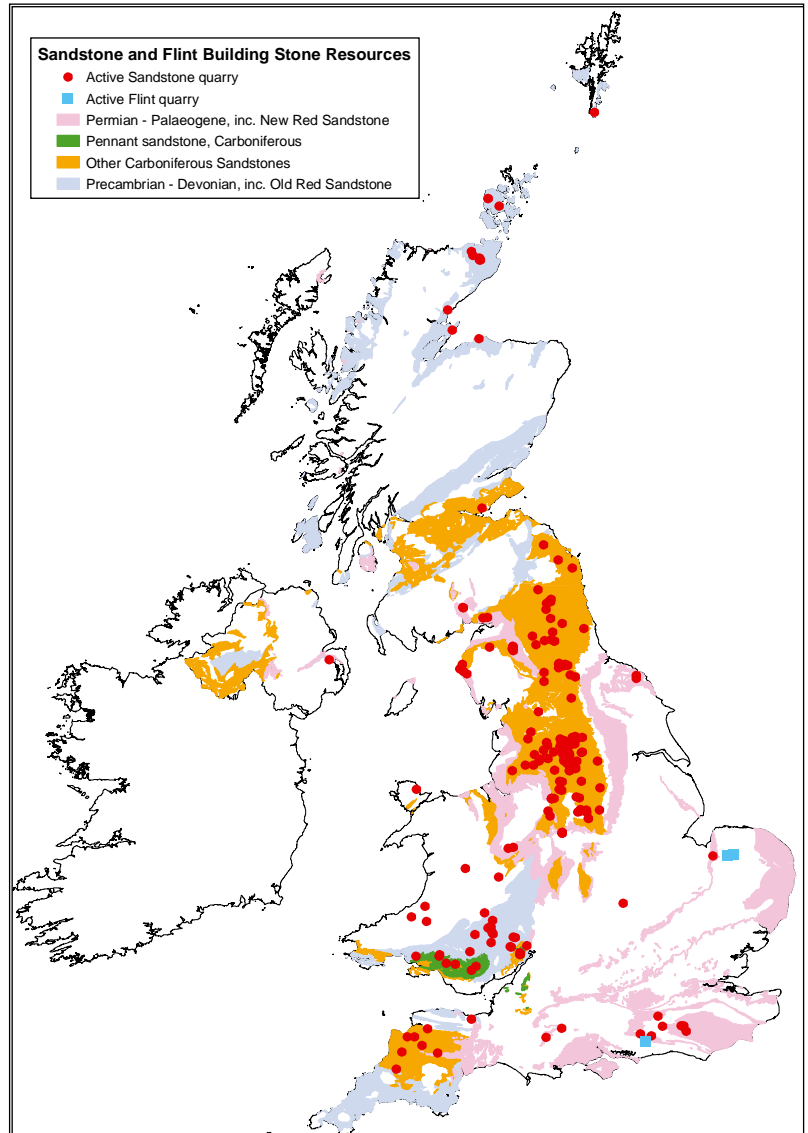 Sandstone and Flint Building Stone Resources
Active Sandstone quarry
Active Flint quarry
Permian - Palaeogene, inc. New Red Sandstone
Pennant sandstone, Carboniferous
Other Carboniferous Sandstones
Precambrian - Devonian, inc. Old Red Sandstone